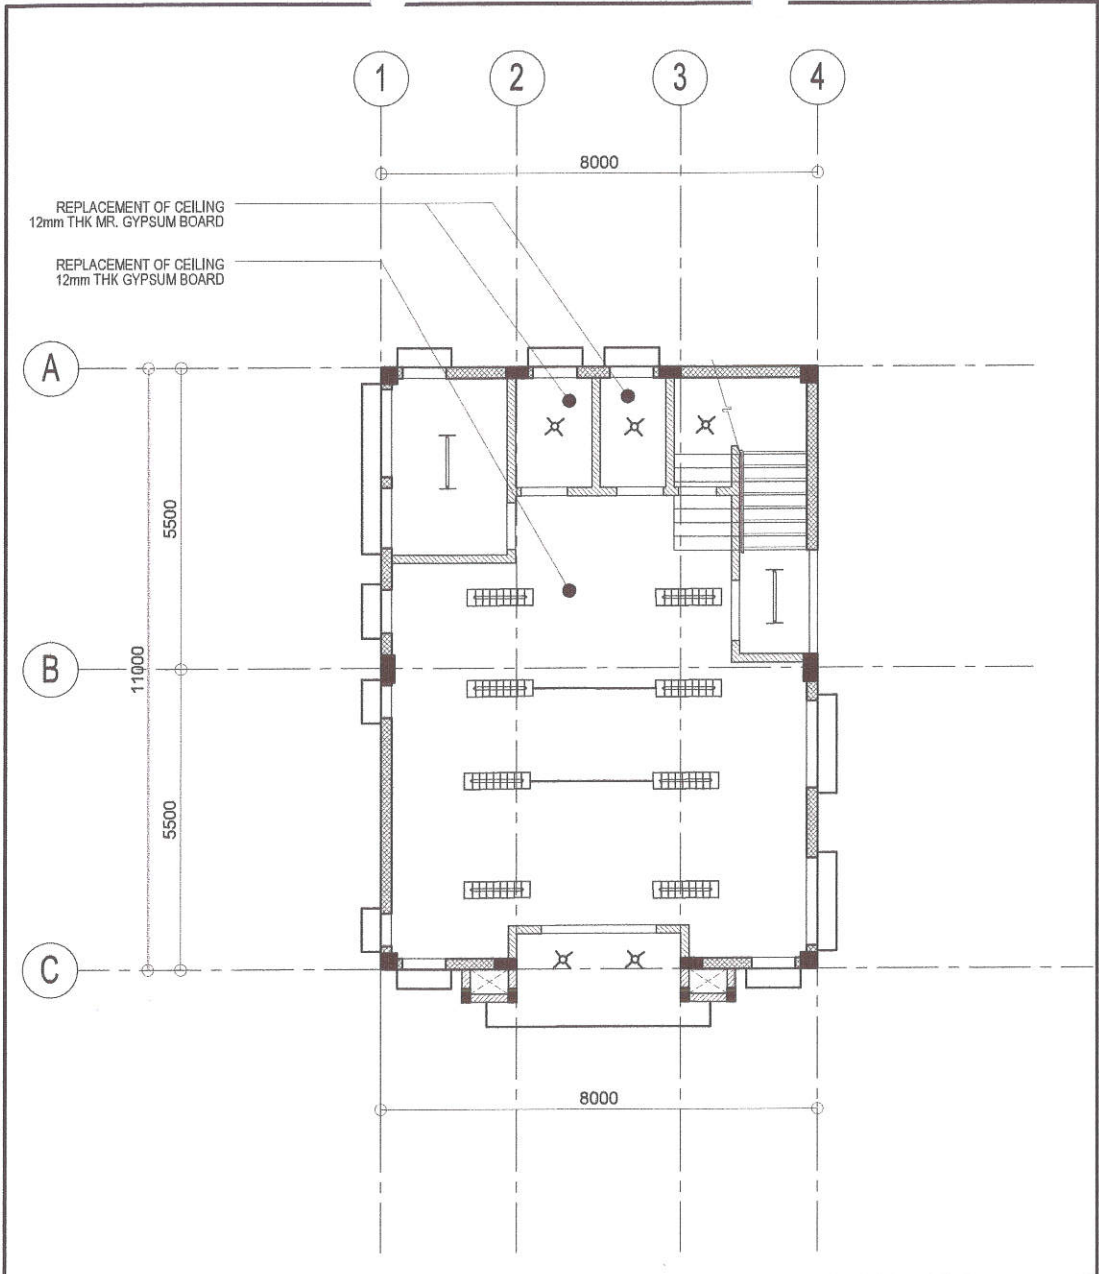 1
2
3
4
8000
REPLACEMENT OF CEILING
12mm THK MR. GYPSUM BOARD
REPLACEMENT OF CEILING
12mm THK GYPSUM BOARD
A
5500
B
11000
5500
C
8000